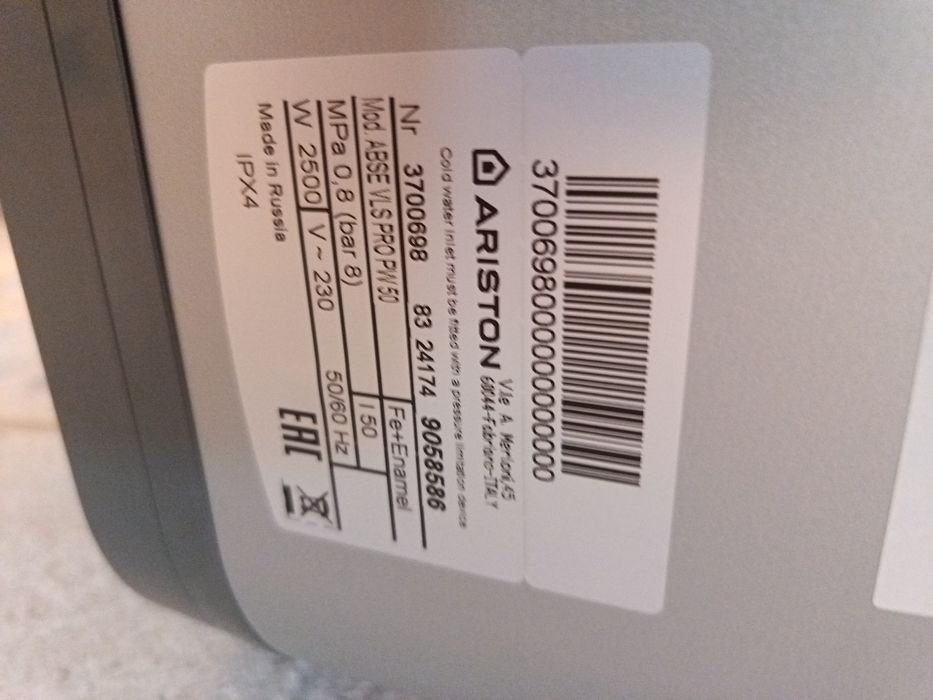 37006980000000000000
ARISTON
V.le A. Merloni,45
60044-Fabriano-ITALY
Cold water inlet must be fitted with a pressure limitation device
Nr 3700698 83 24174 9058586
Mod. ABSE VLS PRO PW 50 Fe+Enamel
MPa 0,8 (bar 8) l 50
W 2500 V~ 230 50/60 Hz
Made in Russia
IPX4
EAC